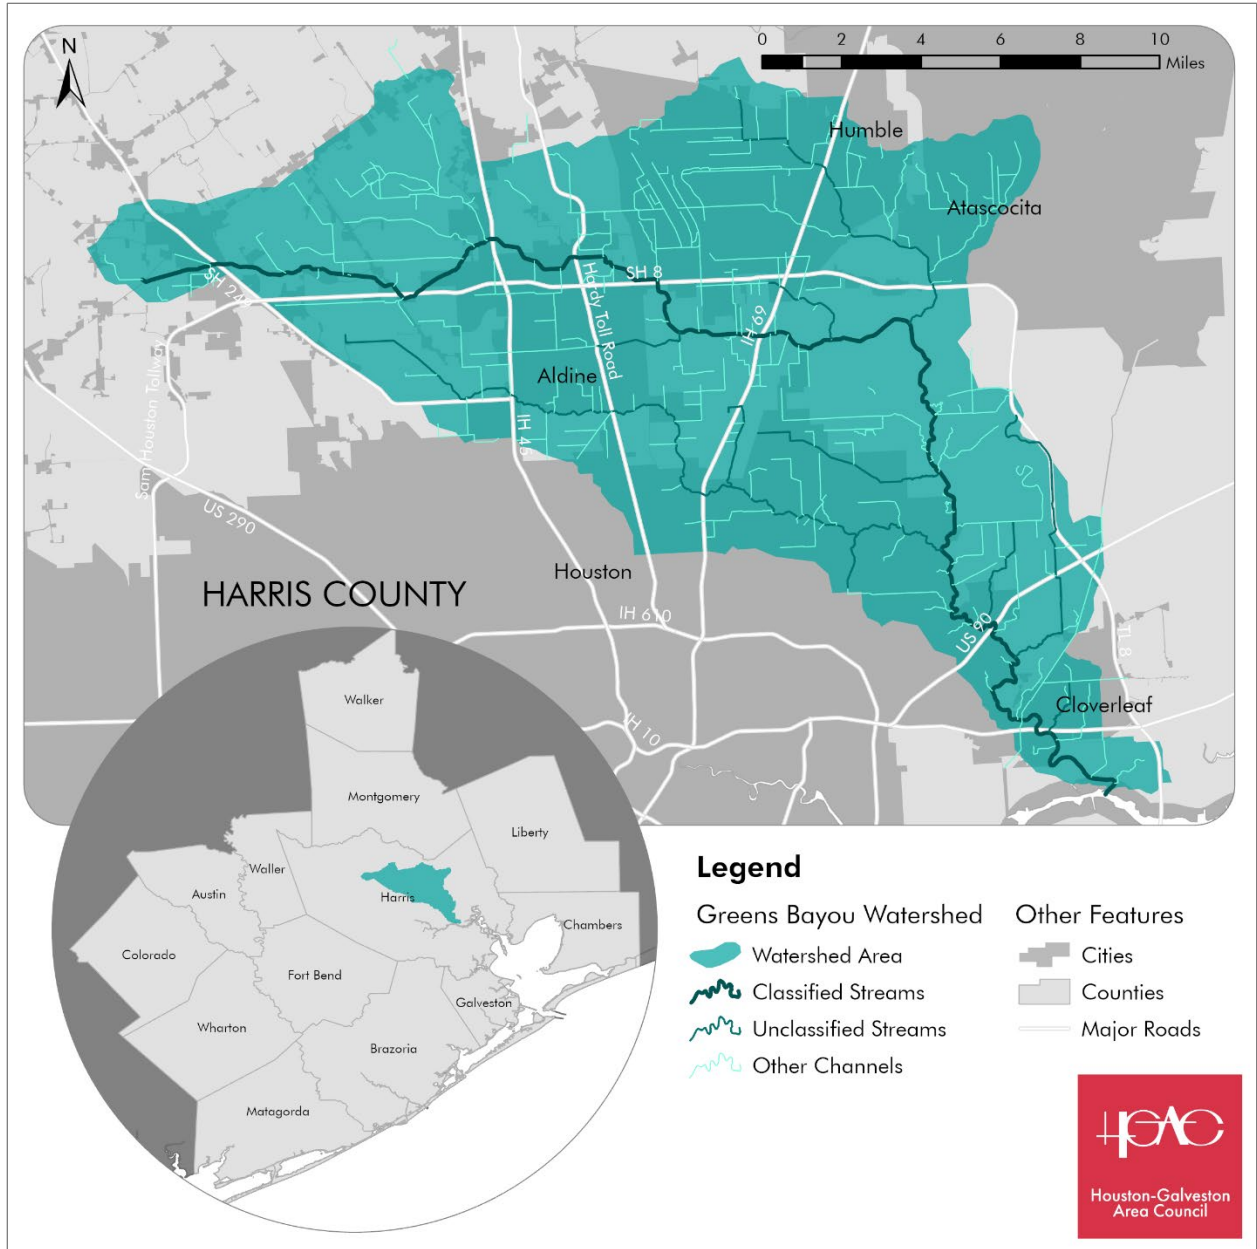 N
0 2 4 6 8 10
Miles
Humble
Atascocita
SH 249
SH 8
Hardy Toll Road
IH 69
Aldine
Sam Houston Tollway
IH 45
US 290
Houston
HARRIS COUNTY
IH 610
US 90
TL 8
Cloverleaf
IH 10
Walker
Montgomery
Liberty
Waller
Austin
Harris
Chambers
Colorado
Fort Bend
Galveston
Wharton
Brazoria
Matagorda
Legend
Greens Bayou Watershed
Watershed Area
Classified Streams
Unclassified Streams
Other Channels
Other Features
Cities
Counties
Major Roads
HGAC
Houston-Galveston
Area Council